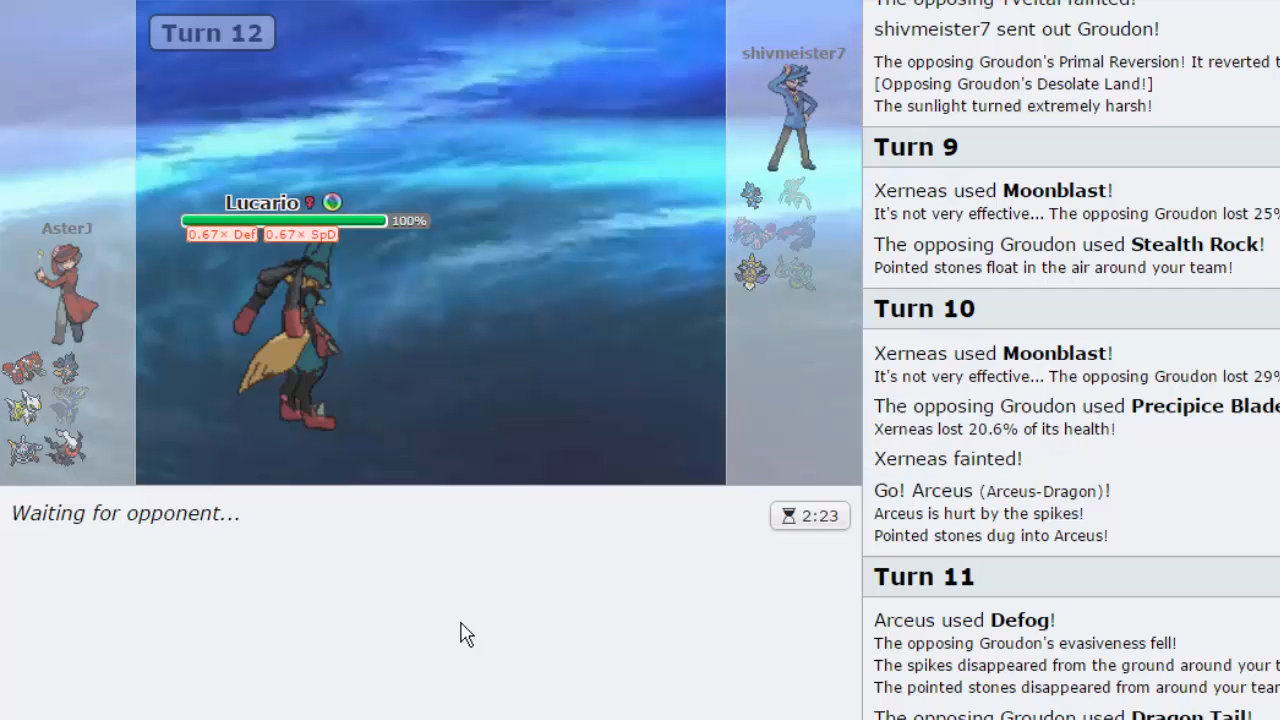 Turn 12
shivmeister7
AsterJ
Lucario
100%
0.67× Def 0.67× SpD
Waiting for opponent...
2:23
The opposing Yveltal fainted!
shivmeister7 sent out Groudon!
The opposing Groudon's Primal Reversion! It reverted
[Opposing Groudon's Desolate Land!]
The sunlight turned extremely harsh!
Turn 9
Xerneas used Moonblast!
It's not very effective... The opposing Groudon lost 25%
The opposing Groudon used Stealth Rock!
Pointed stones float in the air around your team!
Turn 10
Xerneas used Moonblast!
It's not very effective... The opposing Groudon lost 29%
The opposing Groudon used Precipice Blade
Xerneas lost 20.6% of its health!
Xerneas fainted!
Go! Arceus (Arceus-Dragon)!
Arceus is hurt by the spikes!
Pointed stones dug into Arceus!
Turn 11
Arceus used Defog!
The opposing Groudon's evasiveness fell!
The spikes disappeared from the ground around your
The pointed stones disappeared from around your
The opposing Groudon used Dragon Tail!